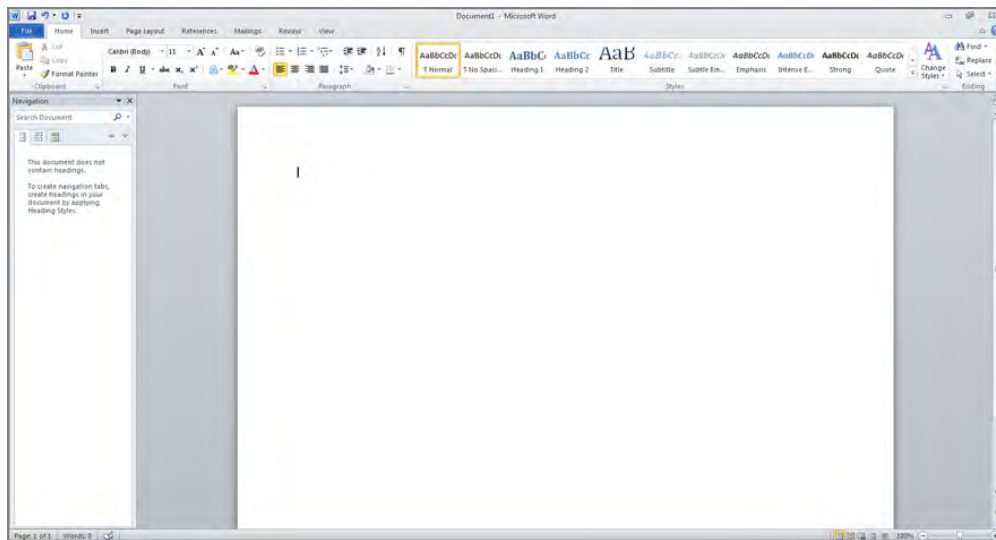 Document1 - Microsoft Word
File Home Insert Page Layout References Mailings Review View
Cut
Copy
Paste
Format Painter
Clipboard
Calibri (Body) 11
Font
Paragraph
AaBbCcDc AaBbCcDc AaBbC AaBbCc AaB AaBbCc. AaBbCcDc AaBbCcDc AaBbCcDc AaBbCcDc AaBbCcDc
¶ Normal ¶ No Spaci... Heading 1 Heading 2 Title Subtitle Subtle Em... Emphasis Intense E... Strong Quote
Styles
Change Styles
Find
Replace
Select
Editing
Navigation
Search Document
This document does not
contain headings.
To create navigation tabs,
create headings in your
document by applying
Heading Styles.
Page: 1 of 1 Words: 0 100%